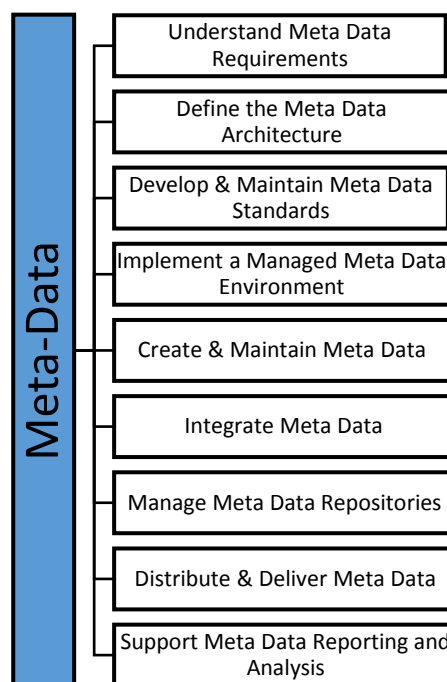 Meta-Data
Understand Meta Data
Requirements
Define the Meta Data
Architecture
Develop & Maintain Meta Data
Standards
Implement a Managed Meta Data
Environment
Create & Maintain Meta Data
Integrate Meta Data
Manage Meta Data Repositories
Distribute & Deliver Meta Data
Support Meta Data Reporting and
Analysis